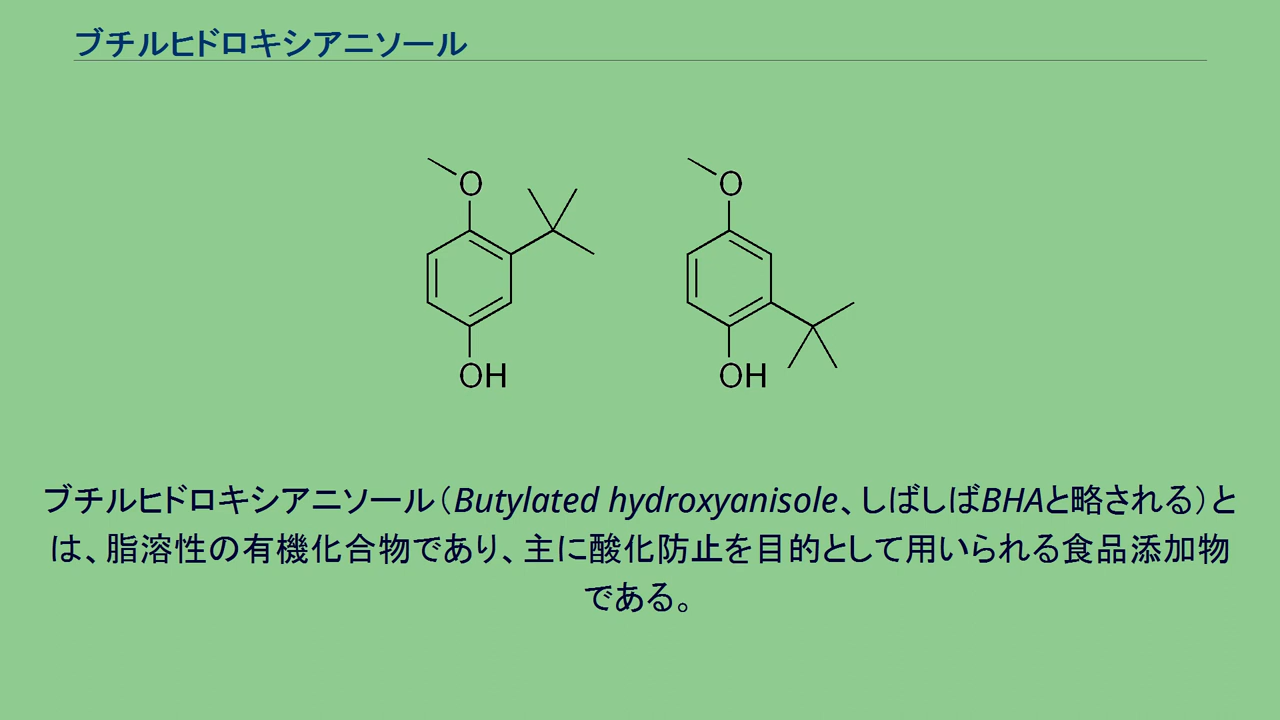 ブチルヒドロキシアニソール
O
O
OH
OH
ブチルヒドロキシアニソール（Butylated hydroxyanisole、しばしばBHAと略される）と
は、脂溶性の有機化合物であり、主に酸化防止を目的として用いられる食品添加物
である。